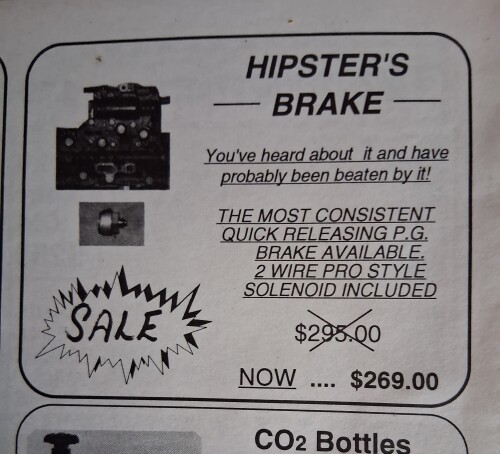 HIPSTER'S
BRAKE
You've heard about it and have
probably been beaten by it!
THE MOST CONSISTENT
QUICK RELEASING P.G.
BRAKE AVAILABLE.
2 WIRE PRO STYLE
SOLENOID INCLUDED
SALE
$295.00
NOW .... $269.00
CO2 Bottles